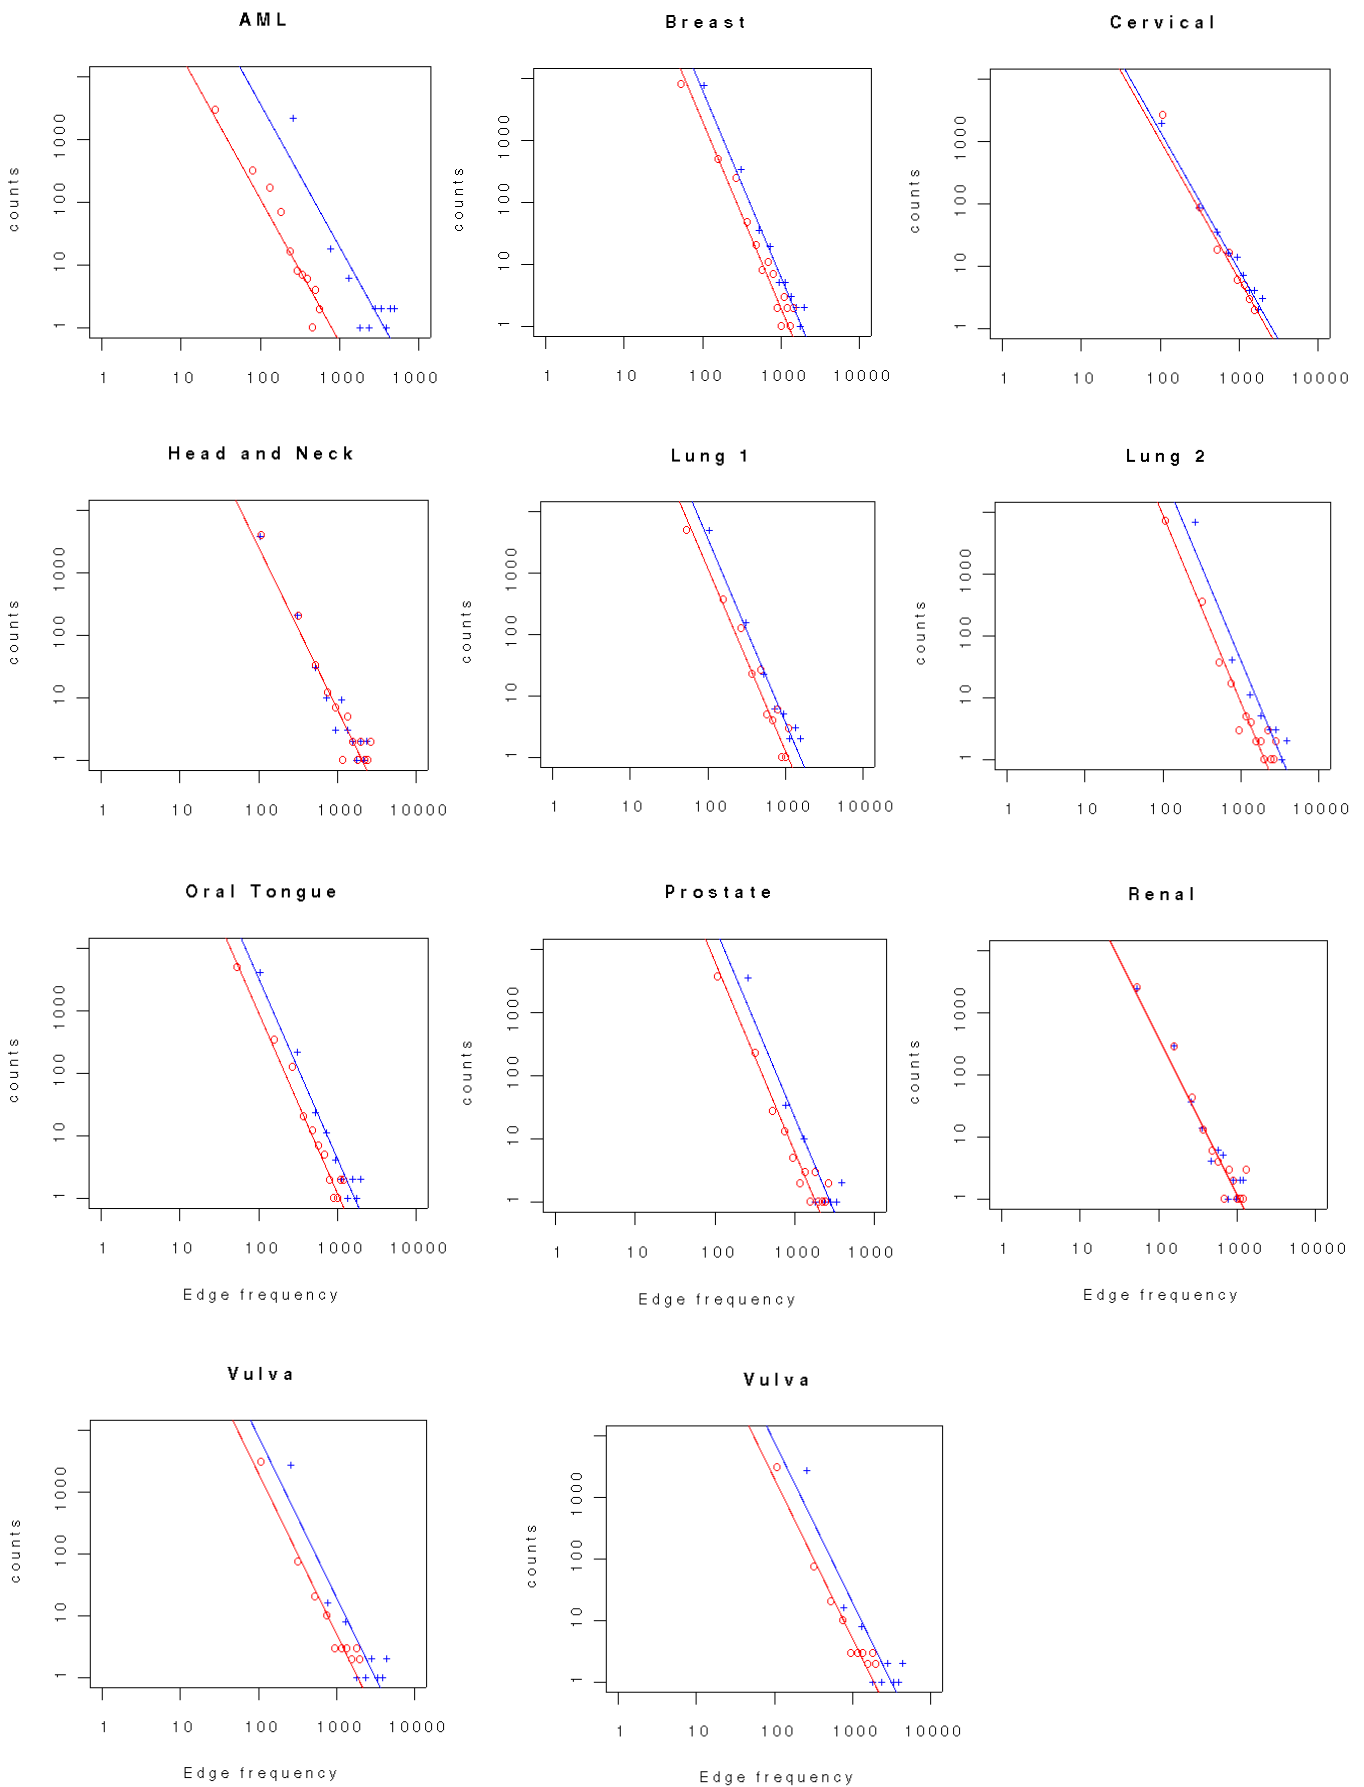 AML
Breast
Cervical
counts
1 10 100 1000
1 10 100 1000 10000
counts
1 10 100 1000
1 10 100 1000 10000
counts
1 10 100 1000
1 10 100 1000 10000
Head and Neck
Lung 1
Lung 2
counts
1 10 100 1000
1 10 100 1000 10000
counts
1 10 100 1000
1 10 100 1000 10000
counts
1 10 100 1000
1 10 100 1000 10000
Oral Tongue
Prostate
Renal
counts
1 10 100 1000
1 10 100 1000 10000
Edge frequency
counts
1 10 100 1000
1 10 100 1000 10000
Edge frequency
counts
1 10 100 1000
1 10 100 1000 10000
Edge frequency
Vulva
Vulva
counts
1 10 100 1000
1 10 100 1000 10000
Edge frequency
counts
1 10 100 1000
1 10 100 1000 10000
Edge frequency